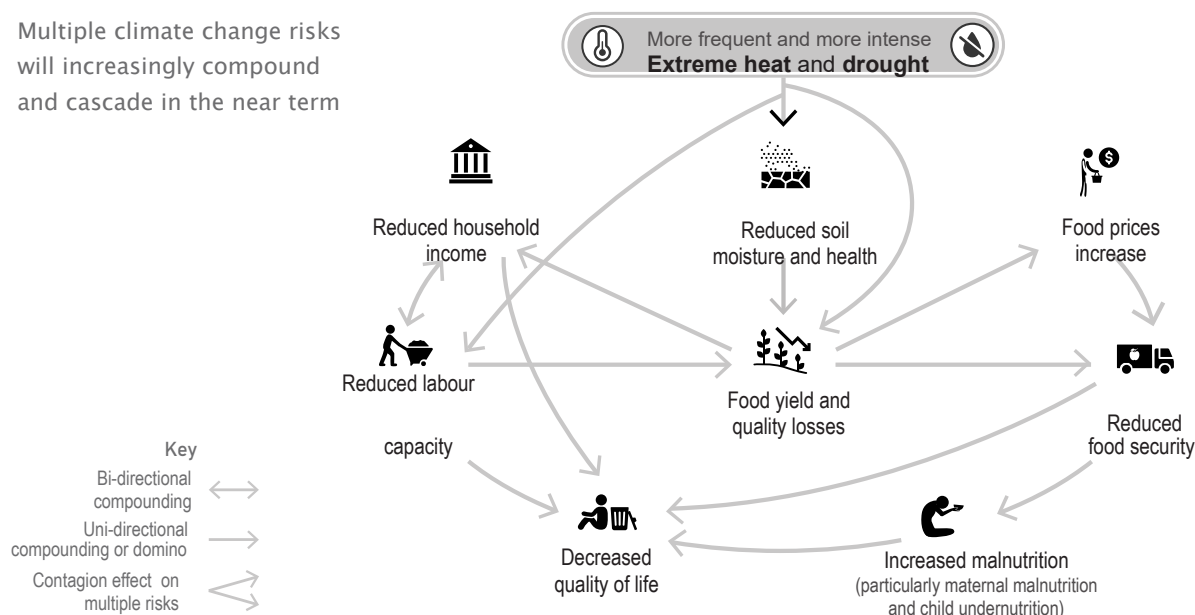 Multiple climate change risks
will increasingly compound
and cascade in the near term
More frequent and more intense
Extreme heat and drought
Reduced household
income
Reduced soil
moisture and health
$
Food prices
increase
Reduced labour
capacity
Food yield and
quality losses
Reduced
food security
Decreased
quality of life
Increased malnutrition
(particularly maternal malnutrition
and child undernutrition)
Key
Bi-directional
compounding
Uni-directional
compounding or domino
Contagion effect on
multiple risks